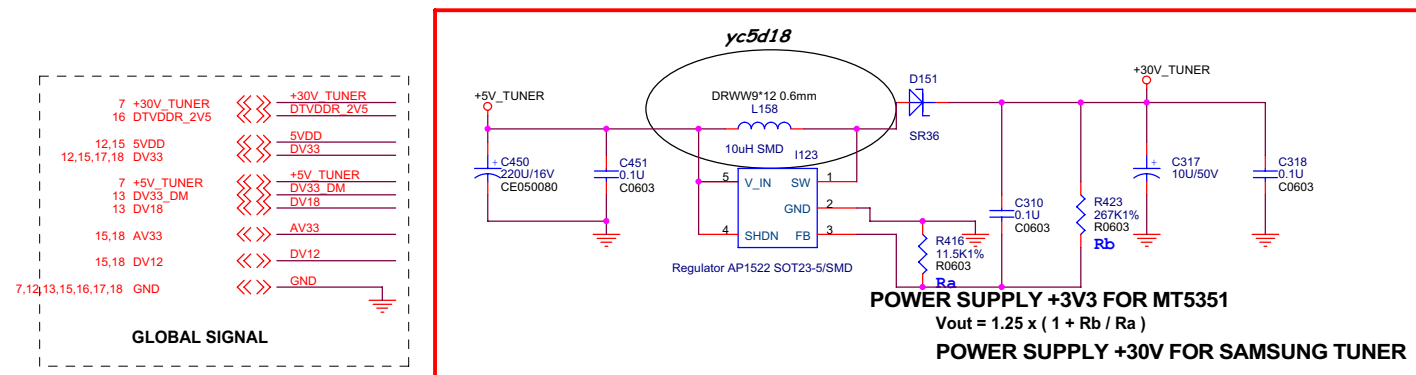 7 +30V_TUNER +30V_TUNER
16 DTVDDR_2V5 DTVDDR_2V5
12,15 5VDD 5VDD
12,15,17,18 DV33 DV33
7 +5V_TUNER +5V_TUNER
13 DV33_DM DV33_DM
13 DV18 DV18
15,18 AV33 AV33
15,18 DV12 DV12
7,12,13,15,16,17,18 GND GND
GLOBAL SIGNAL
yc5d18
+5V_TUNER
DRWW9*12 0.6mm
L158
10uH SMD
D151
SR36
+30V_TUNER
+ C450
220U/16V
CE050080
C451
0.1U
C0603
I123
5 V_IN SW 1
GND 2
4 SHDN FB 3
Regulator AP1522 SOT23-5/SMD
R416
11.5K1%
R0603
Ra
C310
0.1U
C0603
R423
267K1%
R0603
Rb
+ C317
10U/50V
C318
0.1U
C0603
POWER SUPPLY +3V3 FOR MT5351
Vout = 1.25 x ( 1 + Rb / Ra )
POWER SUPPLY +30V FOR SAMSUNG TUNER